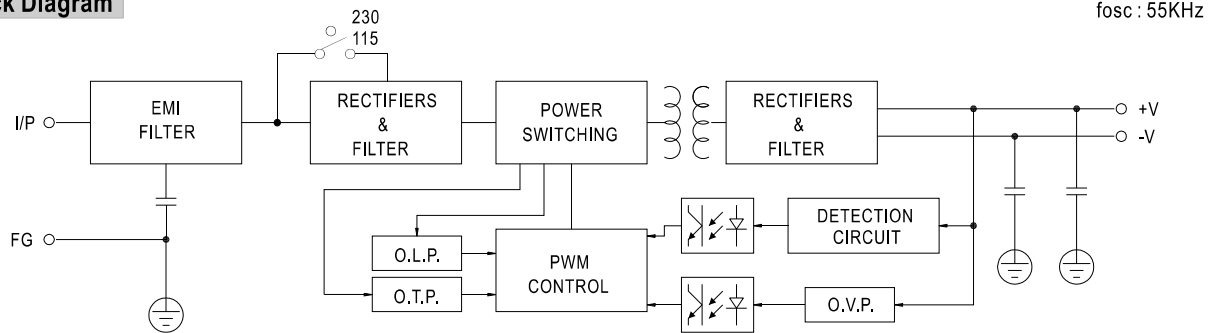 ck Diagram
fosc : 55KHz
230
115
I/P
EMI
FILTER
RECTIFIERS
&
FILTER
POWER
SWITCHING
RECTIFIERS
&
FILTER
+V
-V
FG
O.L.P.
O.T.P.
PWM
CONTROL
DETECTION
CIRCUIT
O.V.P.